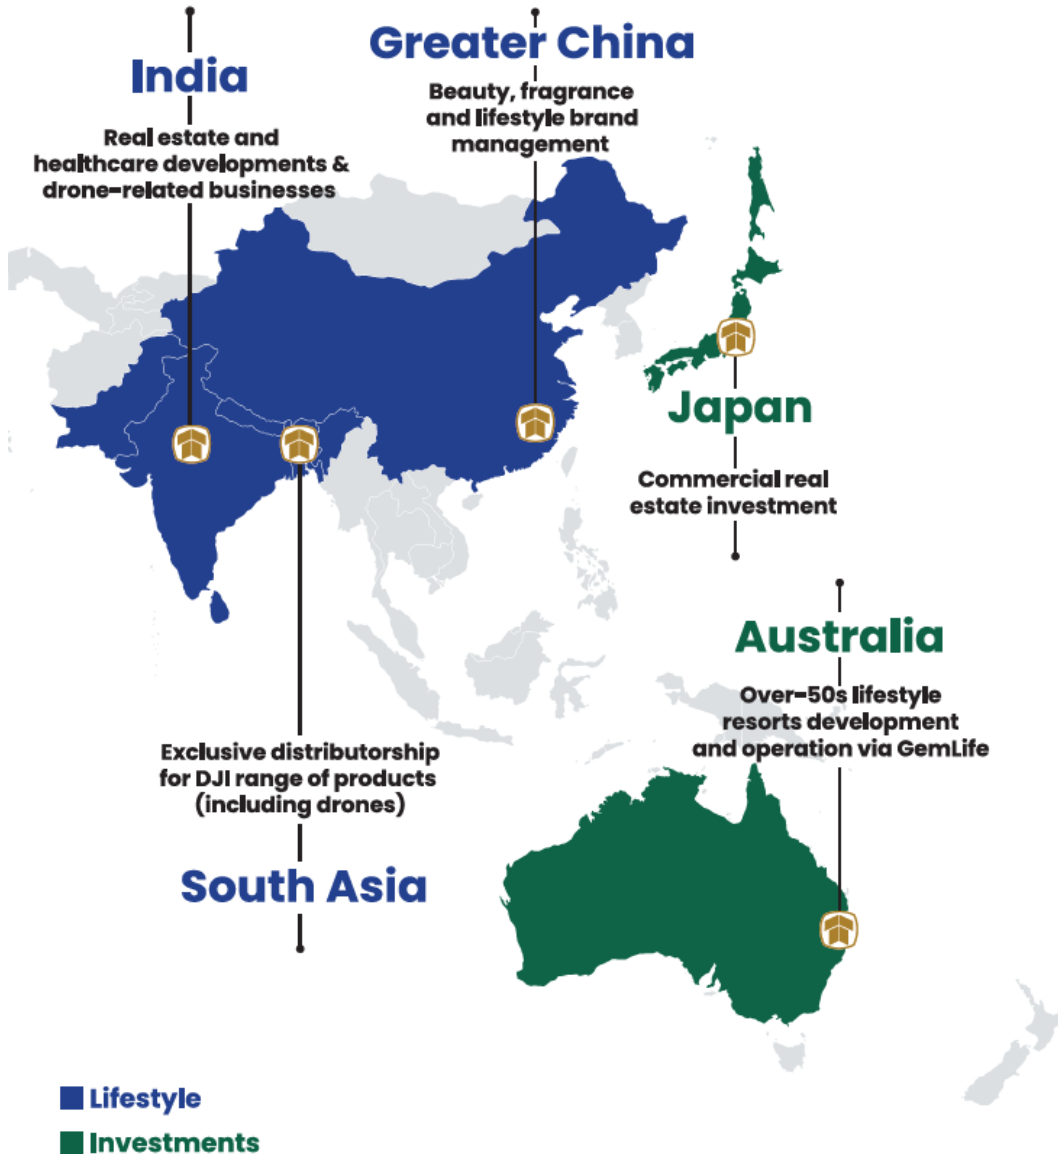 India
Real estate and
healthcare developments &
drone-related businesses
Greater China
Beauty, fragrance
and lifestyle brand
management
Japan
Commercial real
estate investment
Australia
Over-50s lifestyle
resorts development
and operation via GemLife
Exclusive distributorship
for DJI range of products
(including drones)
South Asia
Lifestyle
Investments